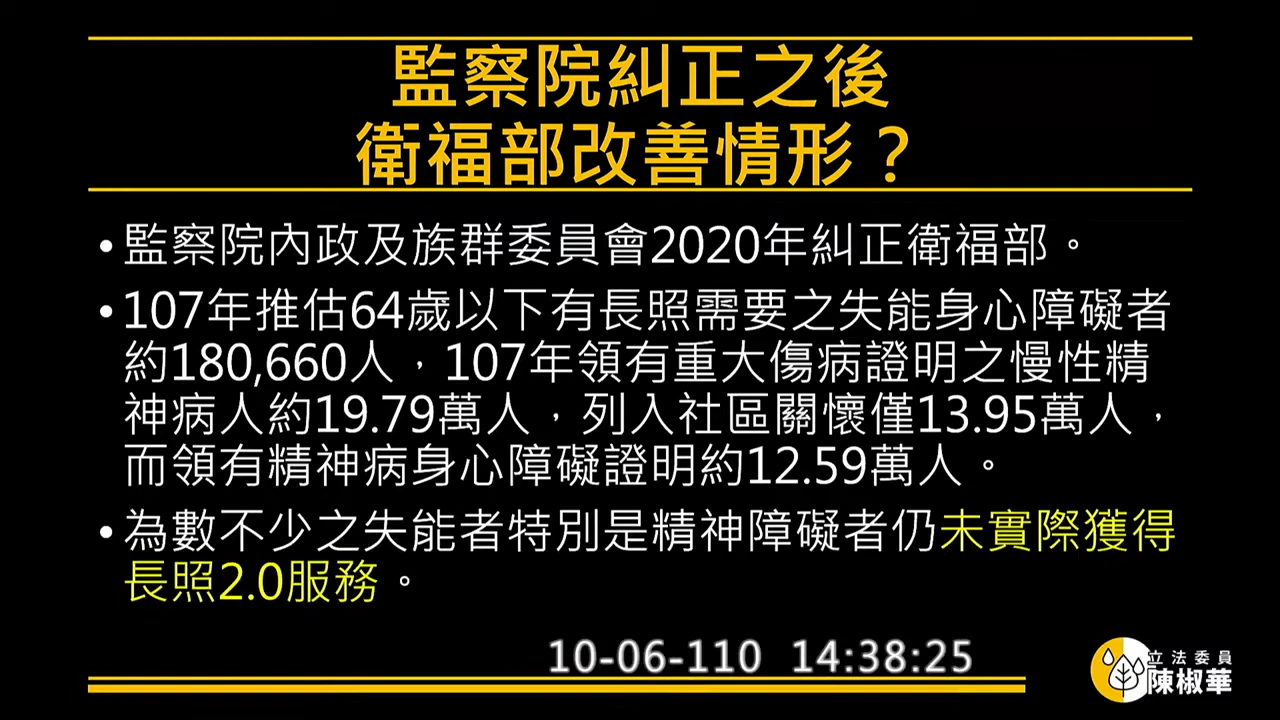 監察院糾正之後
衛福部改善情形？
•監察院內政及族群委員會2020年糾正衛福部。
•107年推估64歲以下有長照需要之失能身心障礙者
約180,660人，107年領有重大傷病證明之慢性精
神病人約19.79萬人，列入社區關懷僅13.95萬人，
而領有精神病身心障礙證明約12.59萬人。
•為數不少之失能者特別是精神障礙者仍未實際獲得
長照2.0服務。
10-06-110 14:38:25
立法委員
陳椒華